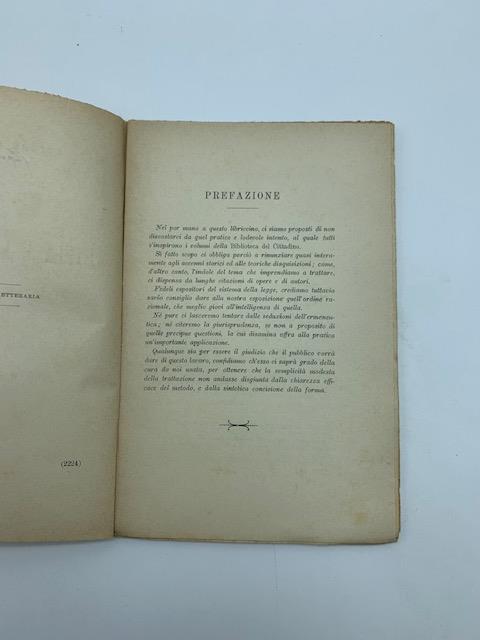 ETTERARIA
(2224)
PREFAZIONE
Nel por mano a questo libriccino, ci siamo proposti di non
discostarci da quel pratico e lodevole intento, al quale tutti
s'inspirano i volumi della Biblioteca del Cittadino.
Sì fatto scopo ci obbliga perciò a rinunziare quasi intera-
mente agli accenni storici ed alle teoriche disquisizioni; come,
d'altro canto, l'indole del tema che imprendiamo a trattare,
ci dispensa da lunghe citazioni di opere e di autori.
Fedeli espositori del sistema della legge, crediamo tuttavia
savio consiglio dare alla nostra esposizione quell'ordine ra-
zionale, che meglio giovi all'intelligenza di quella.
Nè pure ci lasceremo tentare dalle seduzioni dell'ermeneu-
tica; nè citeremo la giurisprudenza, se non a proposito di
quelle precipue questioni, la cui disamina offra alla pratica
un'importante applicazione.
Qualunque sia per essere il giudizio che il pubblico vorrà
dare di questo lavoro, confidiamo ch'esso ci saprà grado della
cura da noi usata, per ottenere che la semplicità modesta
della trattazione non andasse disgiunta dalla chiarezza effi-
cace del metodo, e dalla sintetica concisione della forma.